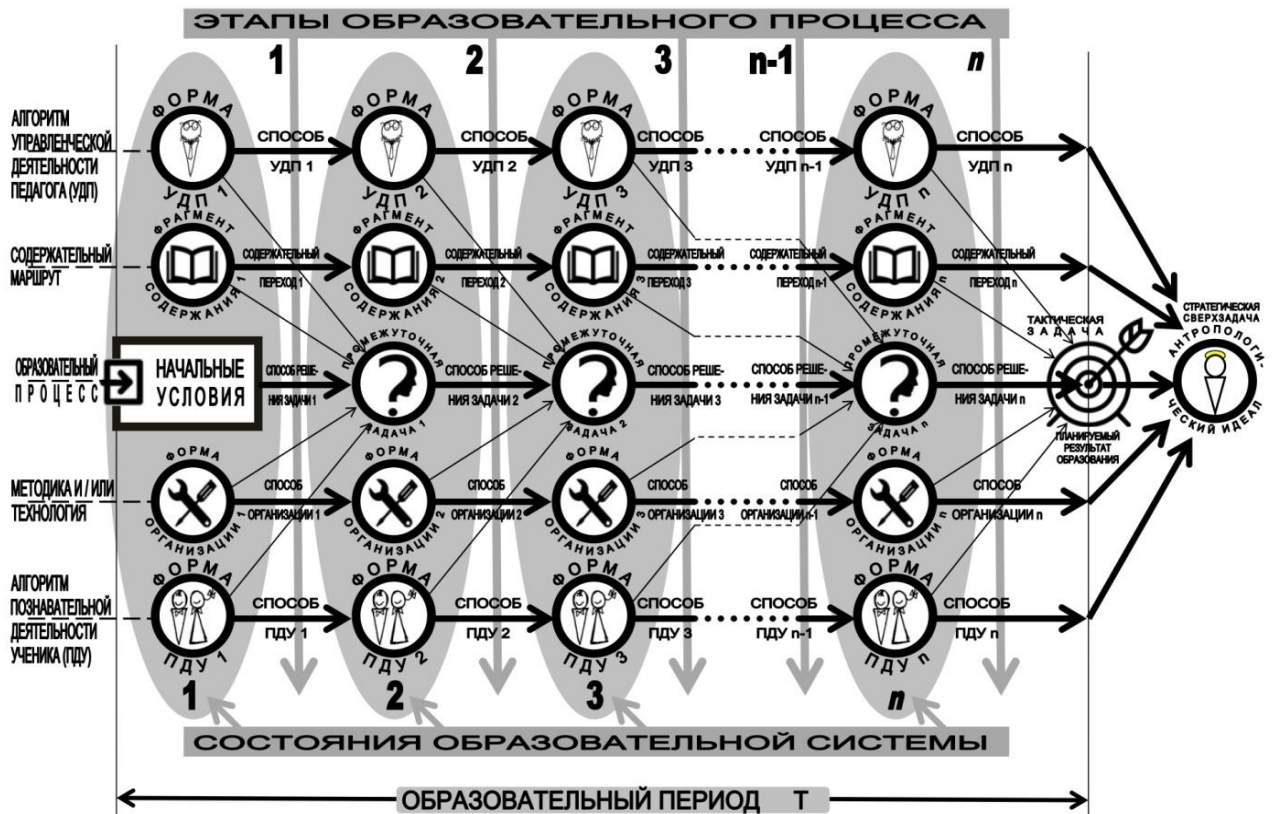 ЭТАПЫ ОБРАЗОВАТЕЛЬНОГО ПРОЦЕССА
1
2
3
n-1
n
АЛГОРИТМ
УПРАВЛЕНЧЕСКОЙ
ДЕЯТЕЛЬНОСТИ
ПЕДАГОГА (УДП)
ФОРМА
УДП 1
СПОСОБ
УДП 1
ФОРМА
УДП 2
СПОСОБ
УДП 2
ФОРМА
УДП 3
СПОСОБ
УДП 3
СПОСОБ
УДП n-1
ФОРМА
УДП n
СПОСОБ
УДП n
СОДЕРЖАТЕЛЬНЫЙ
МАРШРУТ
ФРАГМЕНТ
СОДЕРЖАНИЯ 1
СОДЕРЖАТЕЛЬНЫЙ
ПЕРЕХОД 1
ФРАГМЕНТ
СОДЕРЖАНИЯ 2
СОДЕРЖАТЕЛЬНЫЙ
ПЕРЕХОД 2
ФРАГМЕНТ
СОДЕРЖАНИЯ 3
СОДЕРЖАТЕЛЬНЫЙ
ПЕРЕХОД 3
СОДЕРЖАТЕЛЬНЫЙ
ПЕРЕХОД n-1
ФРАГМЕНТ
СОДЕРЖАНИЯ n
СОДЕРЖАТЕЛЬНЫЙ
ПЕРЕХОД n
ОБРАЗОВАТЕЛЬНЫЙ
ПРОЦЕСС
НАЧАЛЬНЫЕ
УСЛОВИЯ
СПОСОБ РЕШЕ-
НИЯ ЗАДАЧИ 1
ПРОМЕЖУТОЧНАЯ
ЗАДАЧА 1
СПОСОБ РЕШЕ-
НИЯ ЗАДАЧИ 2
ПРОМЕЖУТОЧНАЯ
ЗАДАЧА 2
СПОСОБ РЕШЕ-
НИЯ ЗАДАЧИ 3
СПОСОБ РЕШЕ-
НИЯ ЗАДАЧИ n-1
ПРОМЕЖУТОЧНАЯ
ЗАДАЧА n
СПОСОБ РЕШЕ-
НИЯ ЗАДАЧИ n
ТАКТИЧЕСКАЯ
ЗАДАЧА
ПЛАНИРУЕМЫЙ
РЕЗУЛЬТАТ
ОБРАЗОВАНИЯ
СТРАТЕГИЧЕСКАЯ
СВЕРХЗАДАЧА
АНТРОПОЛОГИ-
ЧЕСКИЙ ИДЕАЛ
МЕТОДИКА И / ИЛИ
ТЕХНОЛОГИЯ
ФОРМА
ОРГАНИЗАЦИИ 1
СПОСОБ
ОРГАНИЗАЦИИ 1
ФОРМА
ОРГАНИЗАЦИИ 2
СПОСОБ
ОРГАНИЗАЦИИ 2
ФОРМА
ОРГАНИЗАЦИИ 3
СПОСОБ
ОРГАНИЗАЦИИ 3
СПОСОБ
ОРГАНИЗАЦИИ n-1
ФОРМА
ОРГАНИЗАЦИИ n
СПОСОБ
ОРГАНИЗАЦИИ n
АЛГОРИТМ
ПОЗНАВАТЕЛЬНОЙ
ДЕЯТЕЛЬНОСТИ
УЧЕНИКА (ПДУ)
ФОРМА
ПДУ 1
СПОСОБ
ПДУ 1
ФОРМА
ПДУ 2
СПОСОБ
ПДУ 2
ФОРМА
ПДУ 3
СПОСОБ
ПДУ 3
СПОСОБ
ПДУ n-1
ФОРМА
ПДУ n
СПОСОБ
ПДУ n
1
2
3
n
СОСТОЯНИЯ ОБРАЗОВАТЕЛЬНОЙ СИСТЕМЫ
ОБРАЗОВАТЕЛЬНЫЙ ПЕРИОД T